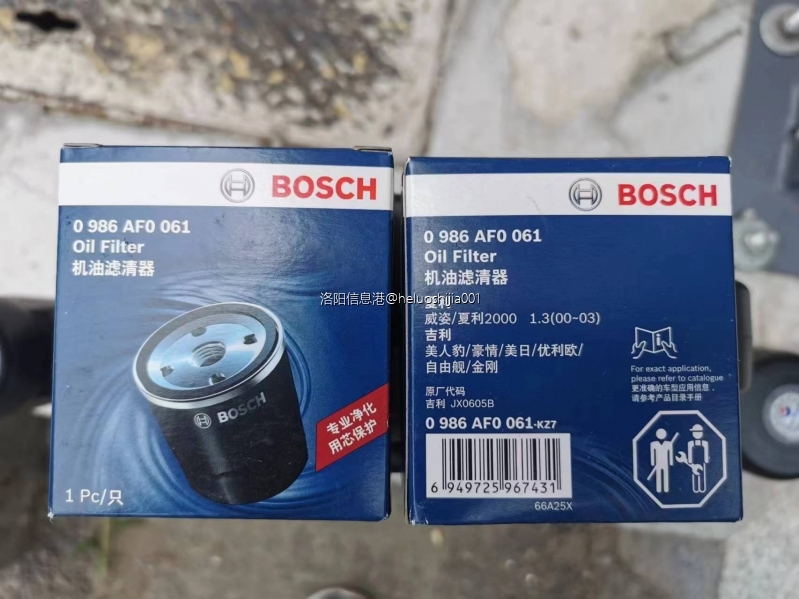 BOSCH
0 986 AF0 061
Oil Filter
机油滤清器
BOSCH
专业净化
用芯保护
1 Pc/只
BOSCH
0 986 AF0 061
Oil Filter
机油滤清器
夏利
威姿/夏利2000 1.3(00-03)
吉利
美人豹/豪情/美日/优利欧/
自由舰/金刚
原厂代码
吉利 JX0605B
0 986 AF0 061-KZ7
6 949725 967431
66A25X
For exact application,
please refer to catalogue
更准确的车型应用信息,
请参考产品目录手册
洛阳信息港@heluoshijia001